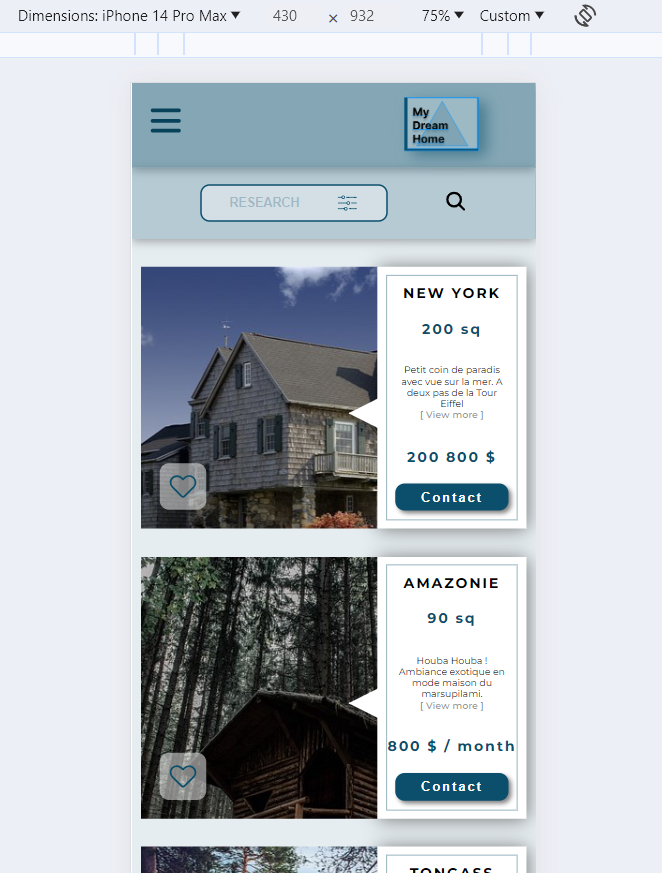 Dimensions: iPhone 14 Pro Max ▼ 430 × 932 75% ▼ Custom ▼
My
Dream
Home
RESEARCH
NEW YORK
200 sq
Petit coin de paradis
avec vue sur la mer. A
deux pas de la Tour
Eiffel
[ View more ]
200 800 $
Contact
AMAZONIE
90 sq
Houba Houba !
Ambiance exotique en
mode maison du
marsupilami.
[ View more ]
800 $ / month
Contact
TONGASS